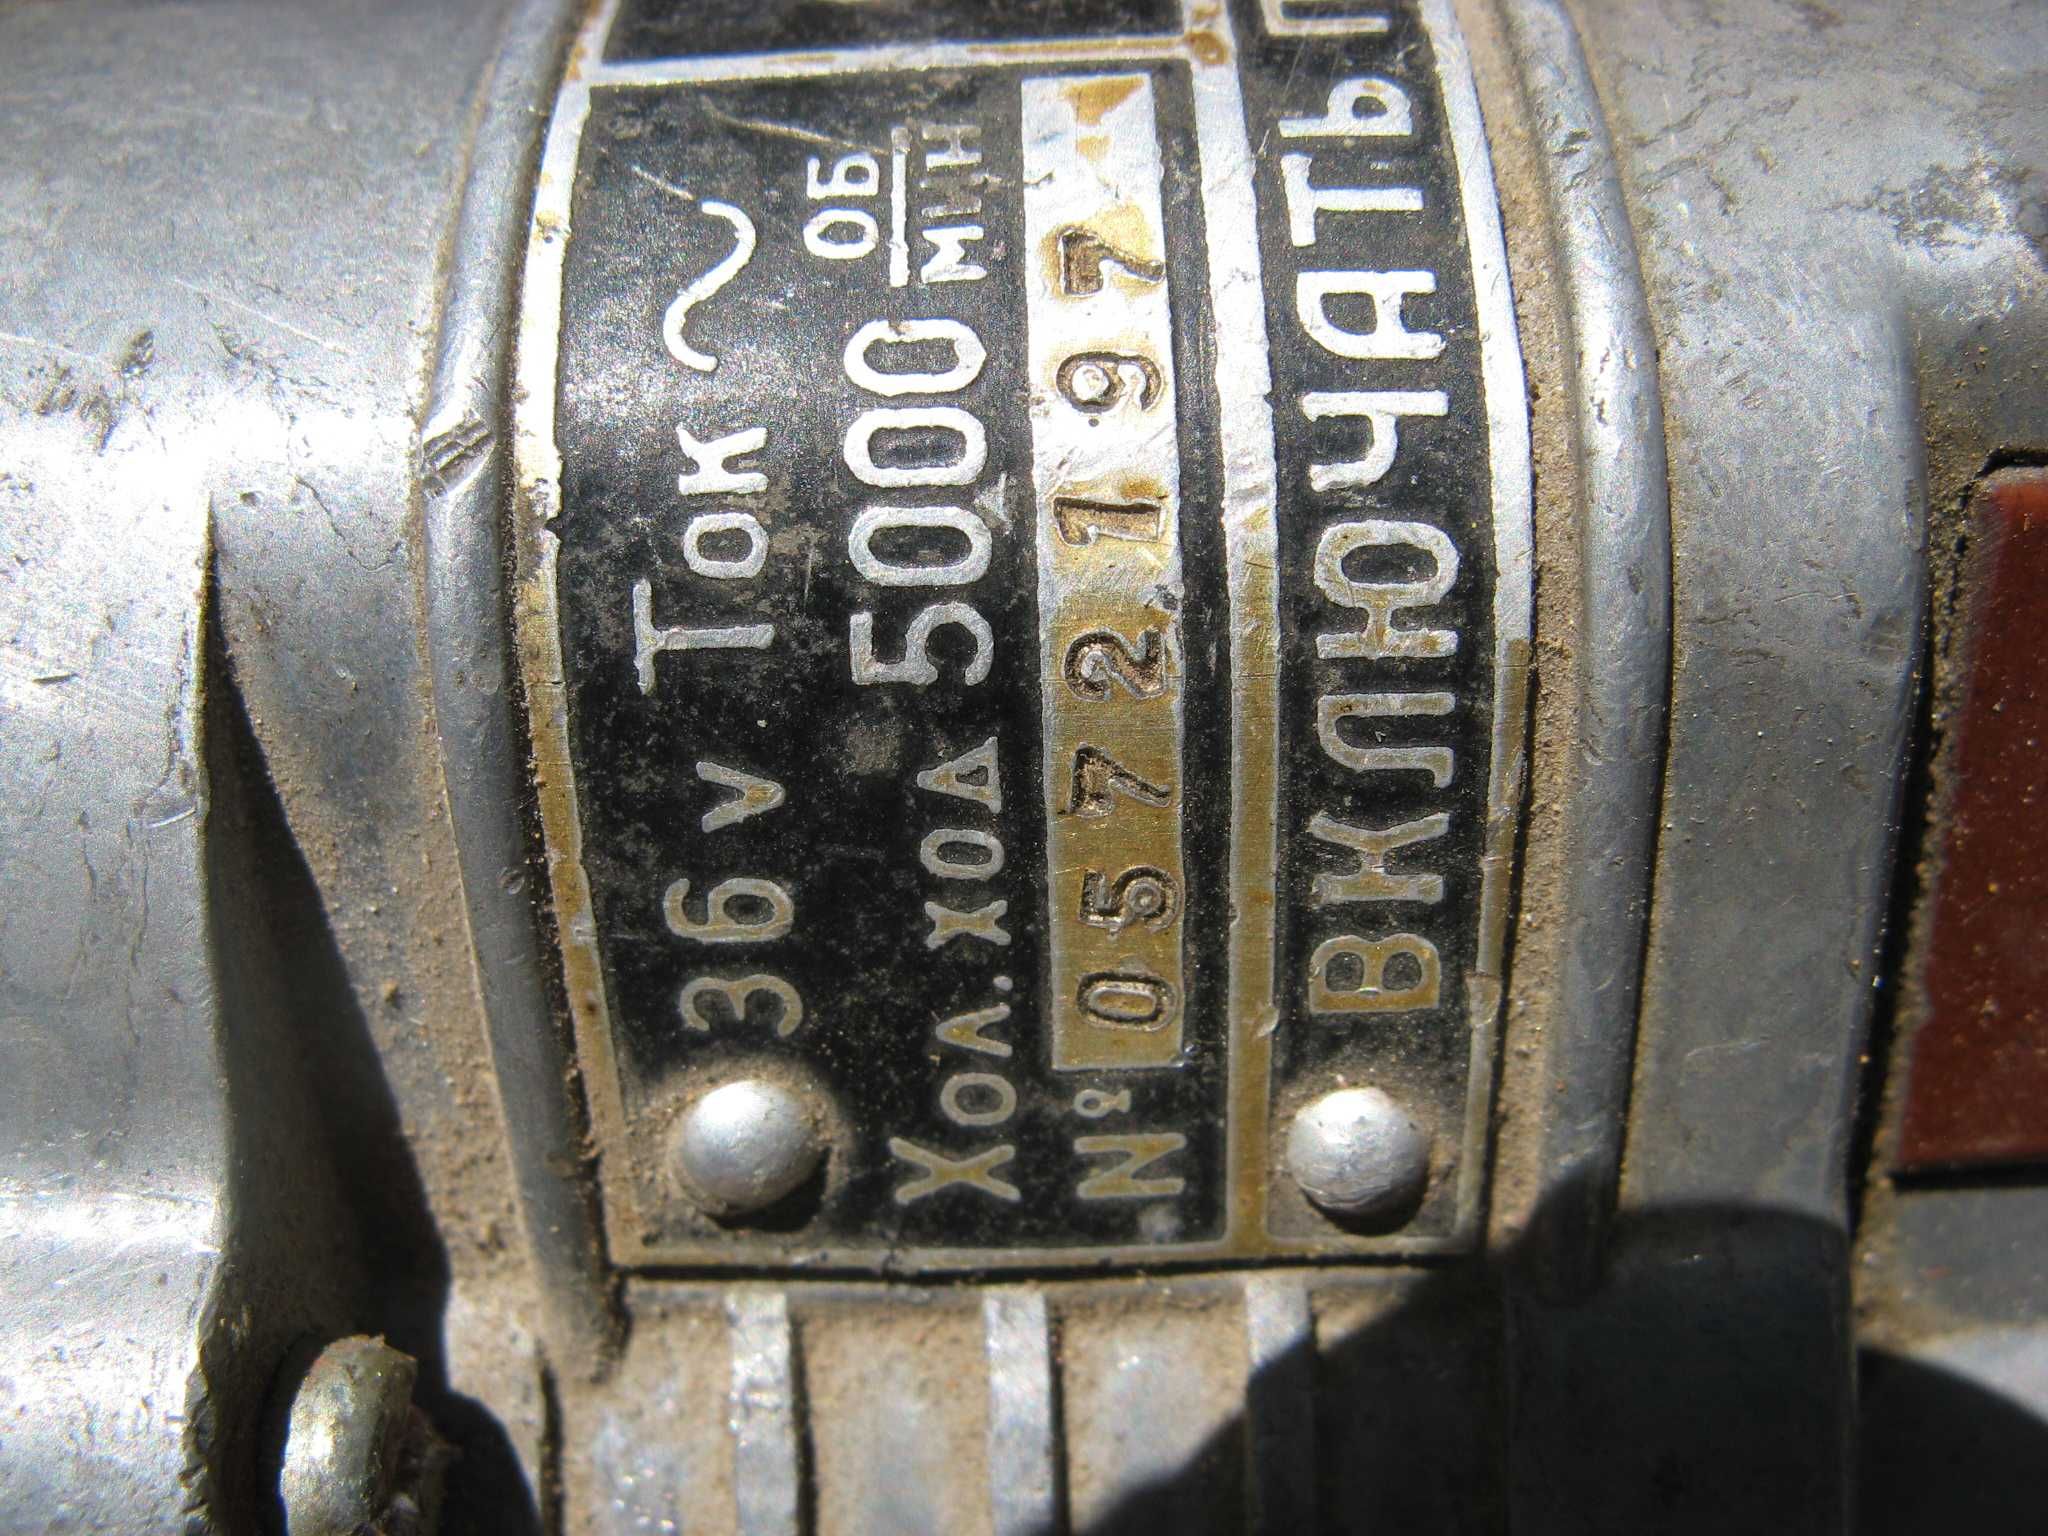 36 v Ток ~
Хол. ход 5000 ОБ/МИН
№ 0572197
ВКЛЮЧАТЬ П